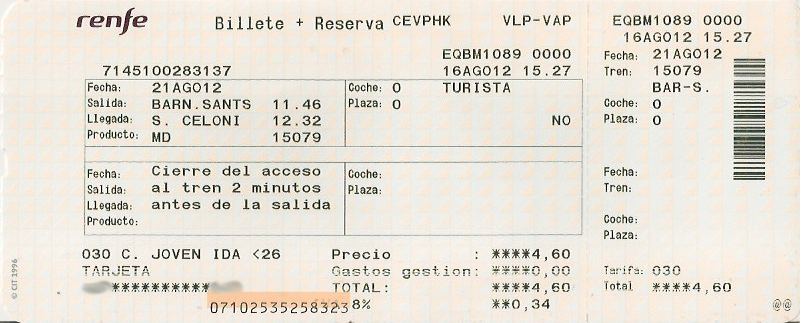 renfe Billete + Reserva CEVPHK VLP-VAP
EQBM1089 0000
7145100283137 16AGO12 15.27
Fecha: 21AGO12 Coche: 0 TURISTA
Salida: BARN.SANTS 11.46 Plaza: 0
Llegada: S. CELONI 12.32 NO
Producto: MD 15079
Fecha: Cierre del acceso Coche:
Salida: al tren 2 minutos Plaza:
Llegada: antes de la salida
Producto:
030 C. JOVEN IDA <26 Precio : ****4,60
TARJETA Gastos gestion: ****0,00
************ TOTAL: ****4,60
07102535258323 8% **0,34
© CIT 1996
EQBM1089 0000
16AGO12 15.27
Fecha: 21AGO12
Tren: 15079
BAR-S.
Coche: 0
Plaza: 0
Fecha:
Tren:
Coche:
Plaza:
Tarifa: 030
Total ****4,60
@@